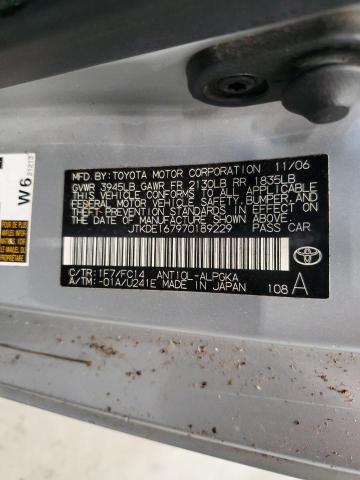 MFD. BY: TOYOTA MOTOR CORPORATION 11/06
GVWR 3945LB GAWR FR 2130LB RR 1835LB
THIS VEHICLE CONFORMS TO ALL APPLICABLE
FEDERAL MOTOR VEHICLE SAFETY, BUMPER, AND
THEFT PREVENTION STANDARDS IN EFFECT ON
THE DATE OF MANUFACTURE SHOWN ABOVE.
JTKDE167970189229 PASS CAR
C/TR: 1F7/FC14 ANT10L-ALPGKA
A/TM: -01A/U241E MADE IN JAPAN 108 A
W6